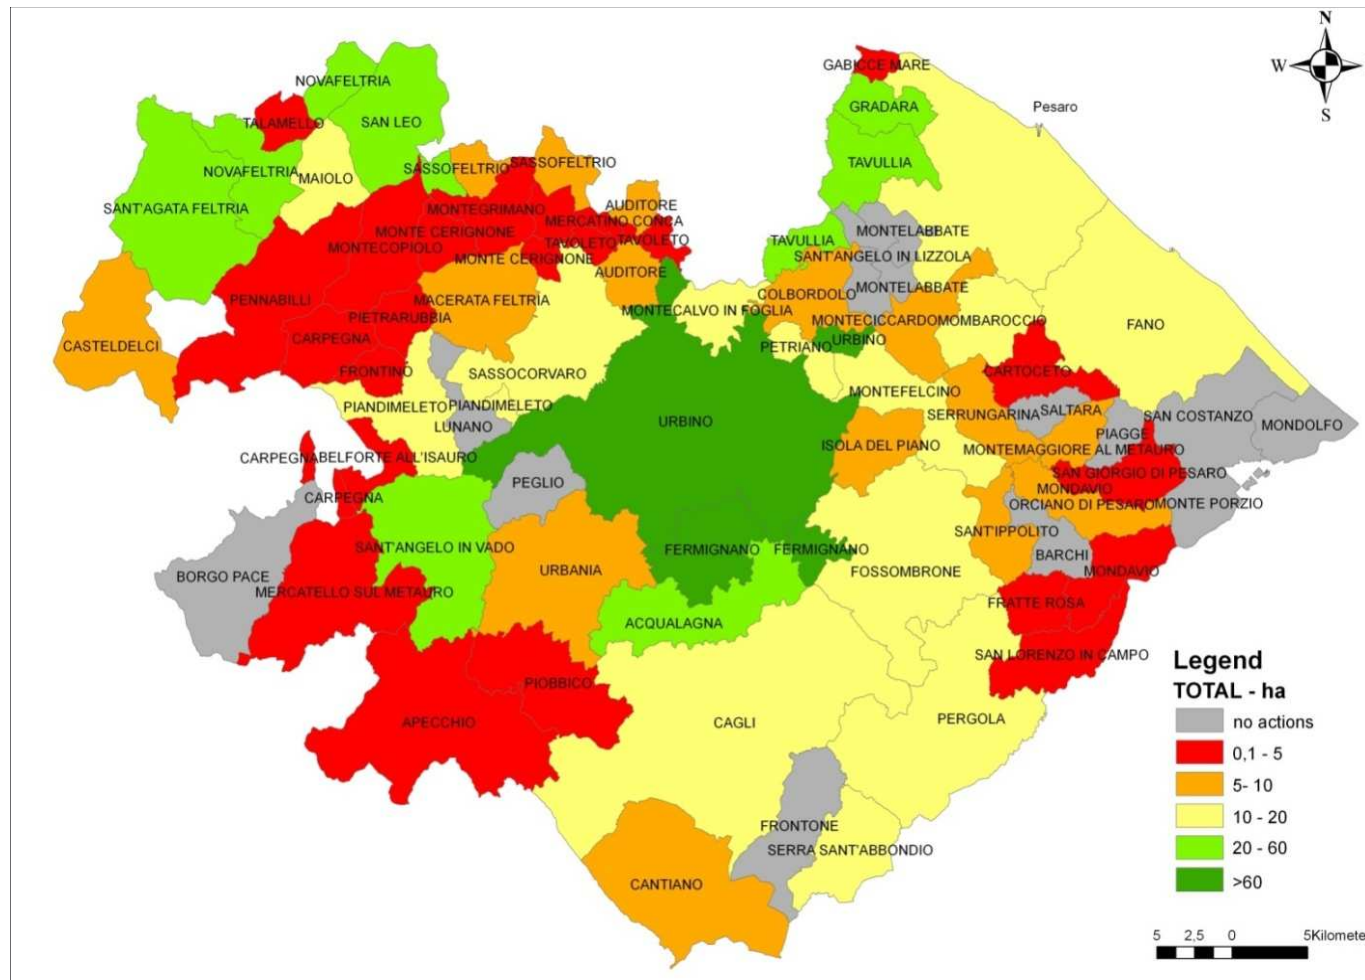 N
W
S
GABICCE MARE
NOVAFELTRIA
GRADARA
Pesaro
TALAMELLO
SAN LEO
SASSOFELTRIO
SASSOFELTRIO
TAVULLIA
NOVAFELTRIA
MAIOLO
SANT'AGATA FELTRIA
MONTEGRIMANO
AUDITORE
MERCATINO CONCA
MONTE CERIGNONE
MONTELABBATE
MONTECOPIOLO
TAVOLETO
TAVOLETO
TAVULLIA
MONTE CERIGNONE
SANT'ANGELO IN LIZZOLA
AUDITORE
MONTELABBATE
PENNABILLI
MACERATA FELTRIA
COLBORDOLO
MONTECALVO IN FOGLIA
PIETRARUBBIA
MONTECICCARDO
MOMBAROCCIO
FANO
CARPEGNA
URBINO
CASTELDELCI
PETRIANO
FRONTINO
SASSOCORVARO
CARTOCETO
MONTEFELCINO
PIANDIMELETO
PIANDIMELETO
SERRUNGARINA
SALTARA
SAN COSTANZO
LUNANO
URBINO
MONDOLFO
PIAGGE
ISOLA DEL PIANO
MONTEMAGGIORE AL METAURO
CARPEGNA
BELFORTE ALL'ISAURO
SAN GIORGIO DI PESARO
PEGLIO
MONDAVIO
CARPEGNA
ORCIANO DI PESARO
MONTE PORZIO
SANT'IPPOLITO
SANT'ANGELO IN VADO
FERMIGNANO
FERMIGNANO
BARCHI
URBANIA
FOSSOMBRONE
MONDAVIO
BORGO PACE
MERCATELLO SUL METAURO
FRATTE ROSA
ACQUALAGNA
SAN LORENZO IN CAMPO
PIOBBICO
APECCHIO
CAGLI
PERGOLA
FRONTONE
SERRA SANT'ABBONDIO
CANTIANO
Legend
TOTAL - ha
no actions
0,1 - 5
5- 10
10 - 20
20 - 60
>60
5 2,5 0 5Kilomete